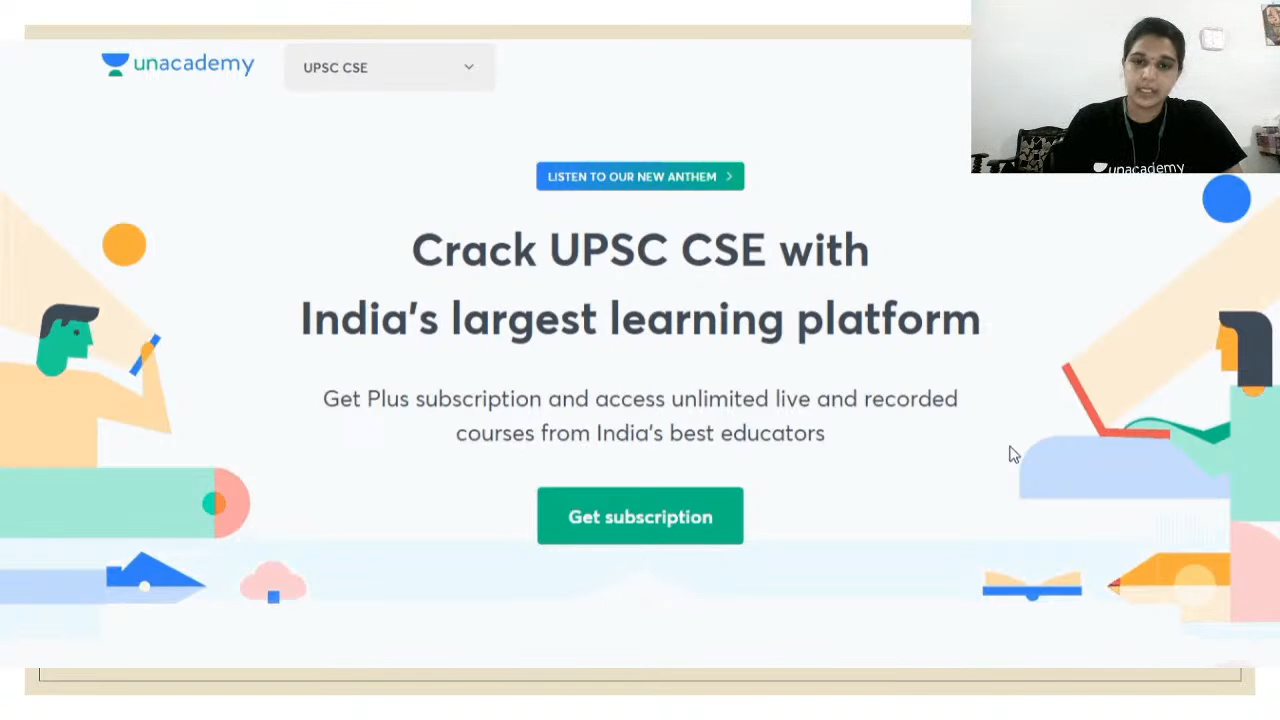 unacademy
UPSC CSE
unacademy
LISTEN TO OUR NEW ANTHEM
Crack UPSC CSE with
India's largest learning platform
Get Plus subscription and access unlimited live and recorded
courses from India's best educators
Get subscription